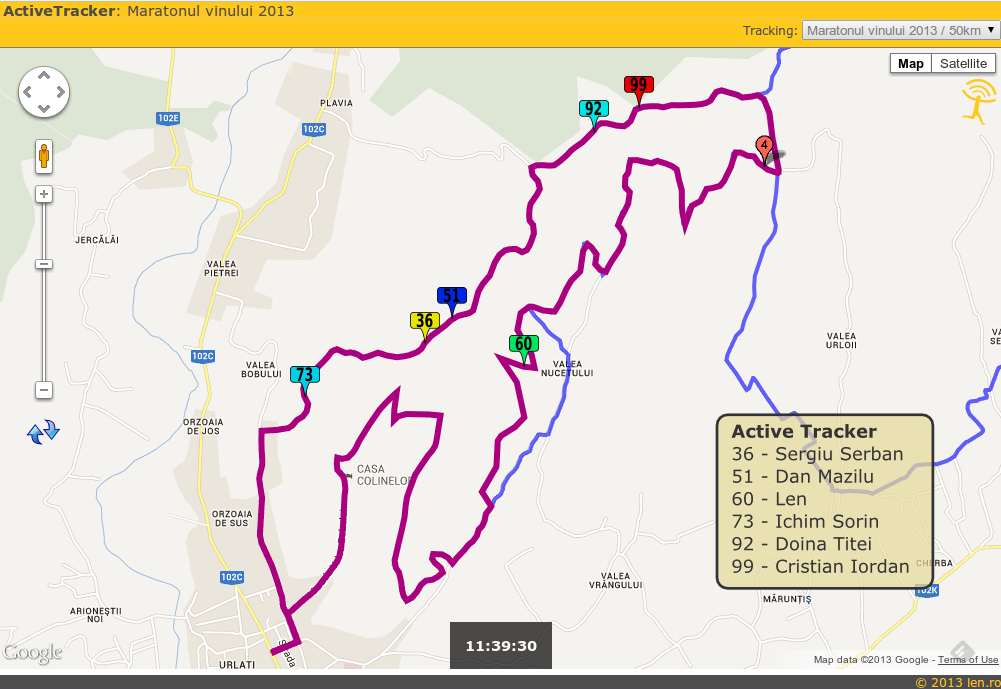 ActiveTracker: Maratonul vinului 2013
Tracking: Maratonul vinului 2013 / 50km
Map Satellite
PLAVIA
102E
102C
99
92
4
JERCĂLĂI
VALEA
PIETREI
51
36
60
102C
VALEA
BOBULUI
73
VALEA
NUCETULUI
VALEA
URLOII
ORZOAIA
DE JOS
CASA
COLINELOR
ORZOAIA
DE SUS
Active Tracker
36 - Sergiu Serban
51 - Dan Mazilu
60 - Len
73 - Ichim Sorin
92 - Doina Titei
99 - Cristian Iordan
102C
VALEA
VRÂNGULUI
CHERBA
102K
MĂRUNȚIȘ
ARIONEȘTII
NOI
11:39:30
Google
URLAȚI
Map data ©2013 Google - Terms of Use
© 2013 len.ro